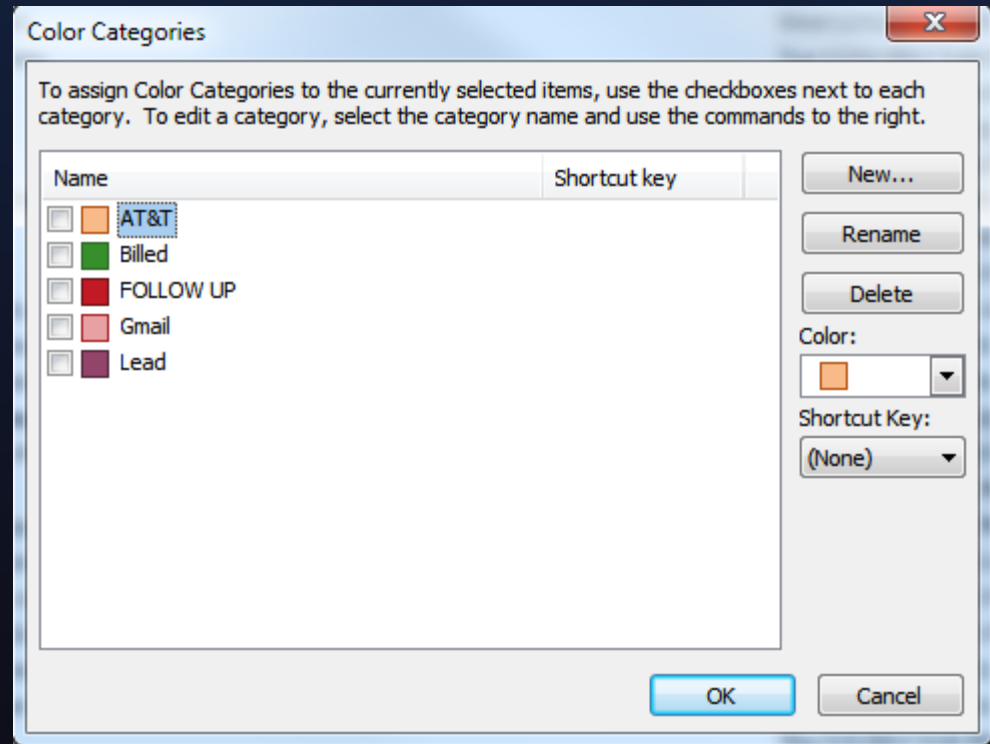 Color Categories
To assign Color Categories to the currently selected items, use the checkboxes next to each
category.  To edit a category, select the category name and use the commands to the right.
Name Shortcut key
AT&T
Billed
FOLLOW UP
Gmail
Lead
New...
Rename
Delete
Color:
Shortcut Key:
(None)
OK Cancel